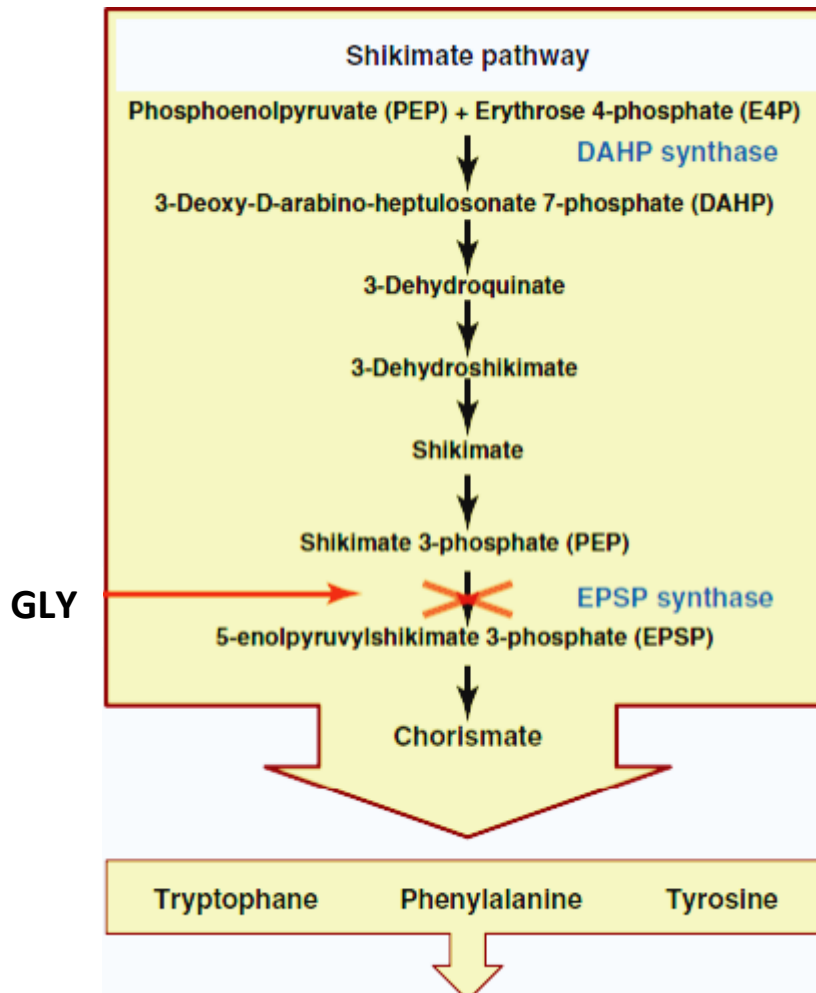 Shikimate pathway
Phosphoenolpyruvate (PEP) + Erythrose 4-phosphate (E4P)
DAHP synthase
3-Deoxy-D-arabino-heptulosonate 7-phosphate (DAHP)
3-Dehydroquinate
3-Dehydroshikimate
Shikimate
Shikimate 3-phosphate (PEP)
GLY
EPSP synthase
5-enolpyruvylshikimate 3-phosphate (EPSP)
Chorismate
Tryptophane Phenylalanine Tyrosine